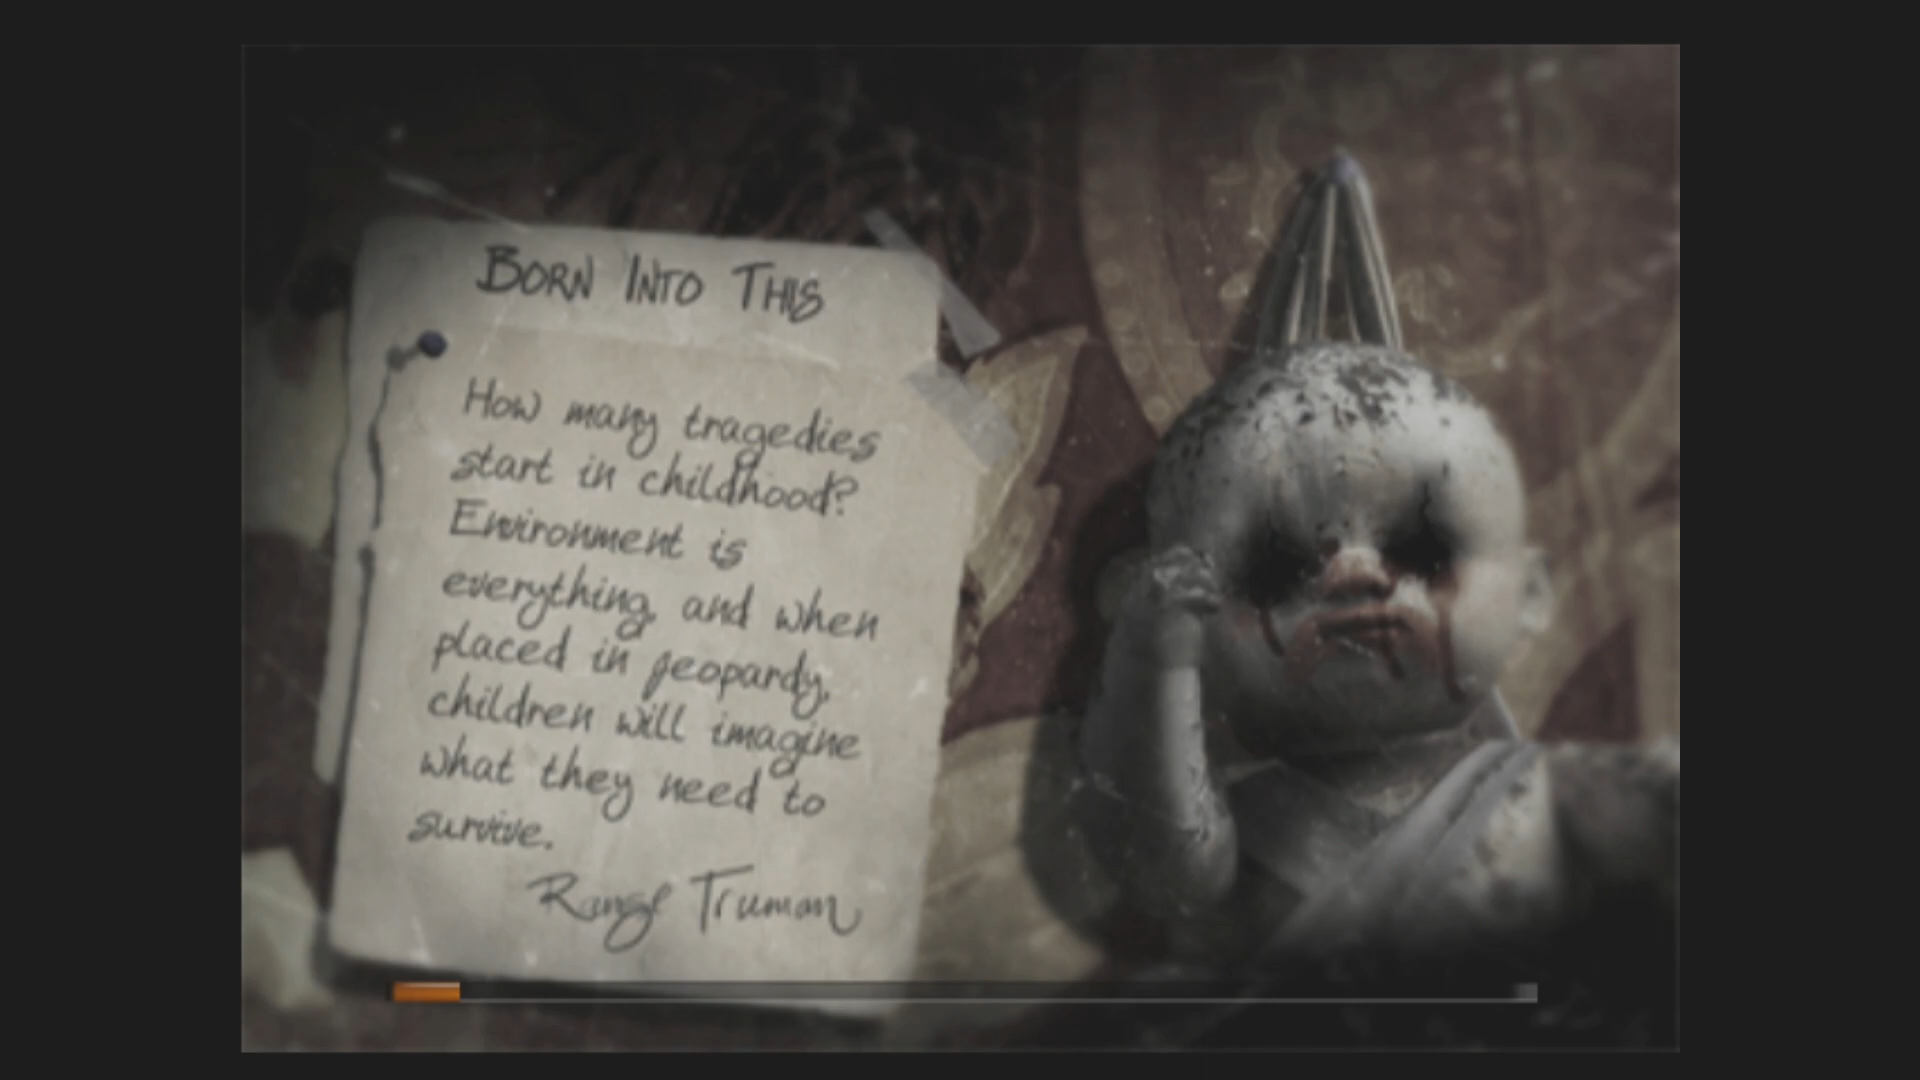 BORN INTO THIS
How many tragedies
start in childhood?
Environment is
everything, and when
placed in jeopardy,
children will imagine
what they need to
survive.
Truman